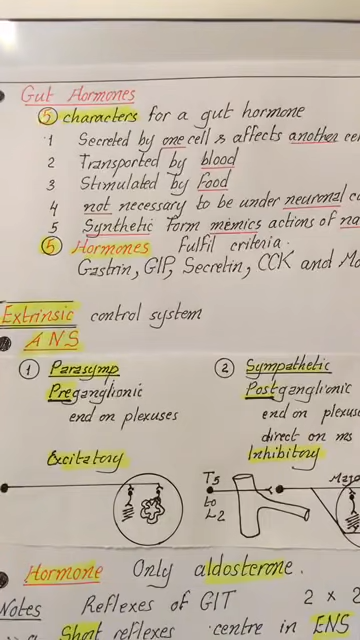 Gut Hormones
5 characters for a gut hormone
1 Secreted by one cell & affects another
2 Transported by blood
3 Stimulated by Food
4 not necessary to be under neuronal
5 Synthetic form memics actions of
5 Hormones Fulfil criteria.
Gastrin, GIP, Secretin, CCK and
Extrinsic control system
ANS
1 Parasymp
Preganglionic
end on plexuses
Excitatory
2 Sympathetic
Postganglionic
end on
direct on ms
Inhibitory
T5
to
L2
Hormone Only aldosterone.
Notes Reflexes of GIT 2 x 2
Short reflexes centre in ENS